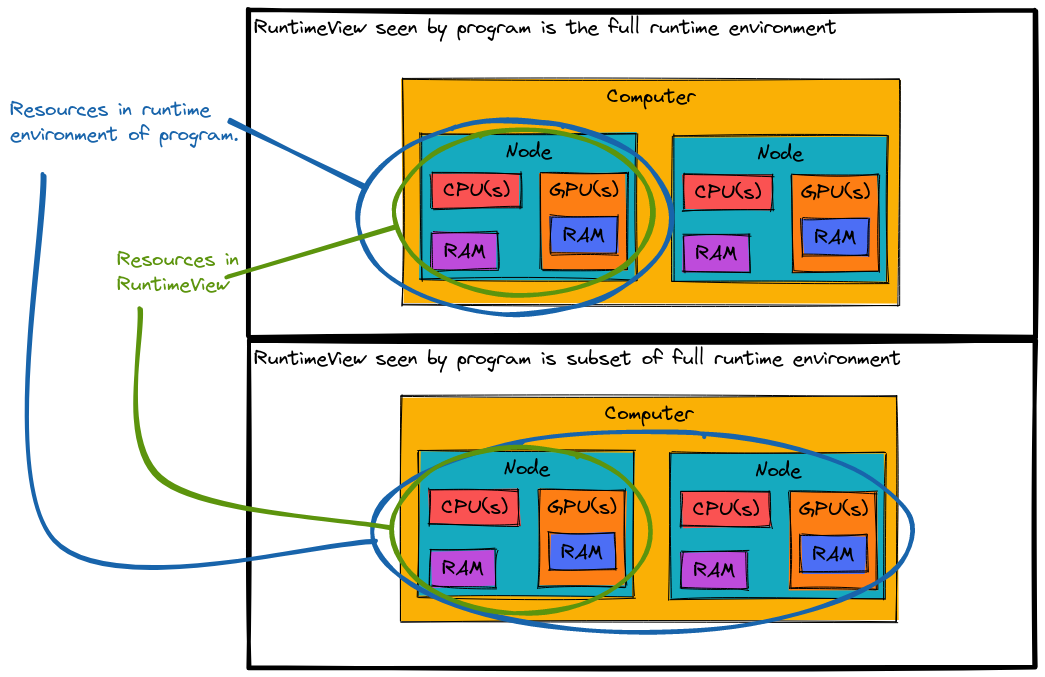 RuntimeView seen by program is the full runtime environment
Computer
Resources in runtime
environment of program.
Node
Node
CPU(s)
GPU(s)
CPU(s)
GPU(s)
RAM
RAM
RAM
RAM
Resources in
RuntimeView
RuntimeView seen by program is subset of full runtime environment
Computer
Node
Node
CPU(s)
GPU(s)
CPU(s)
GPU(s)
RAM
RAM
RAM
RAM